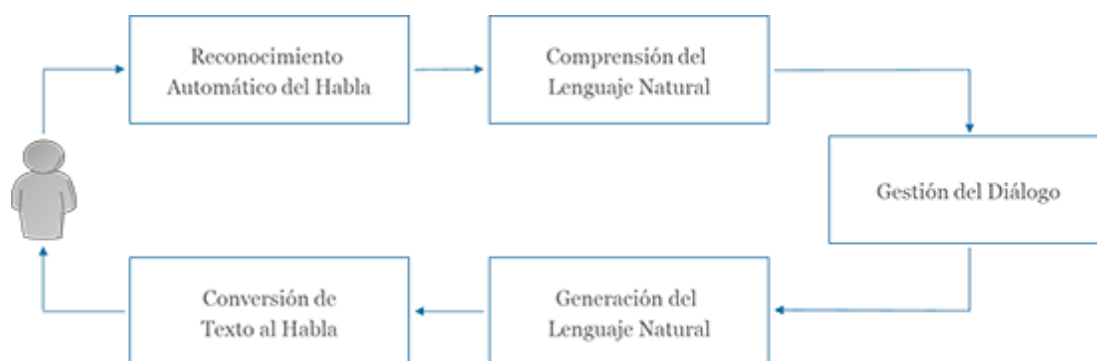 Reconocimiento
Automático del Habla
Comprensión del
Lenguaje Natural
Gestión del Diálogo
Generación del
Lenguaje Natural
Conversión de
Texto al Habla